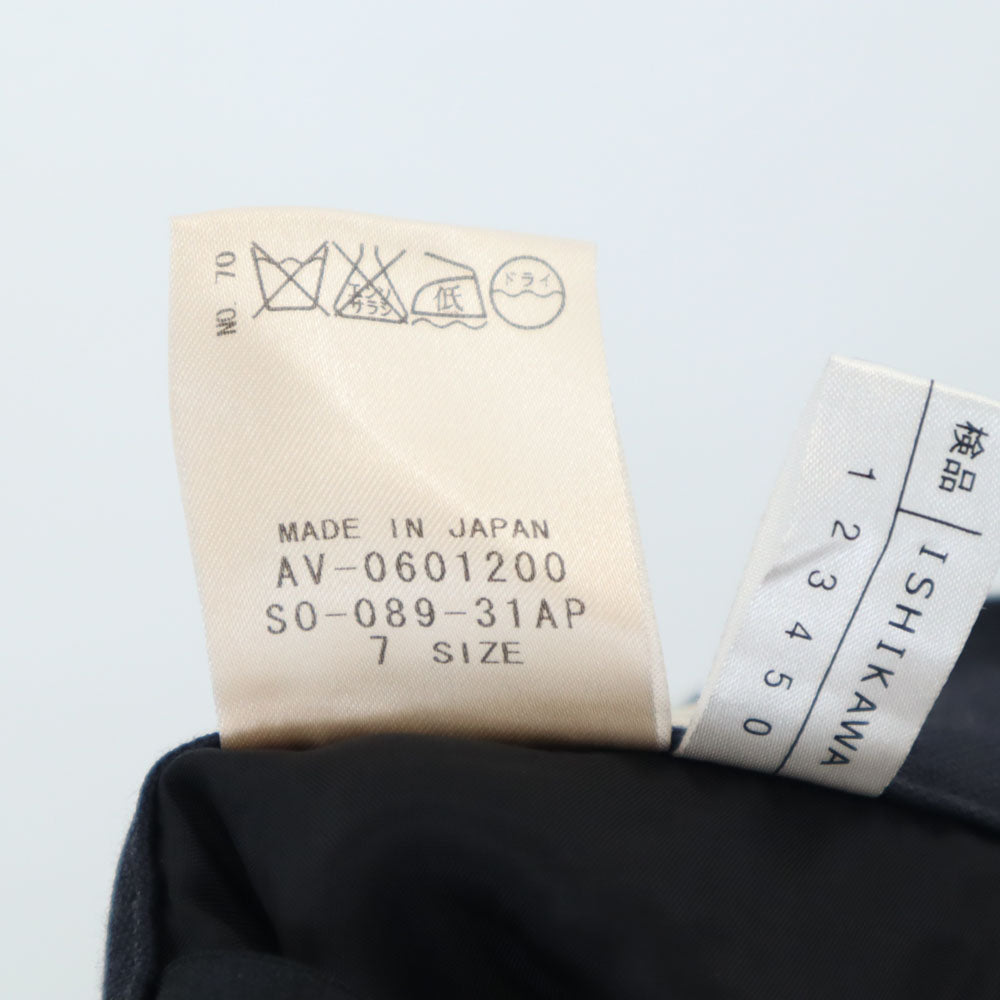 NO. 70
エンソ
サラシ
低
ドライ
MADE IN JAPAN
AV-0601200
SO-089-31AP
7 SIZE
検品
ISHIKAWA
1 2 3 4 5 0